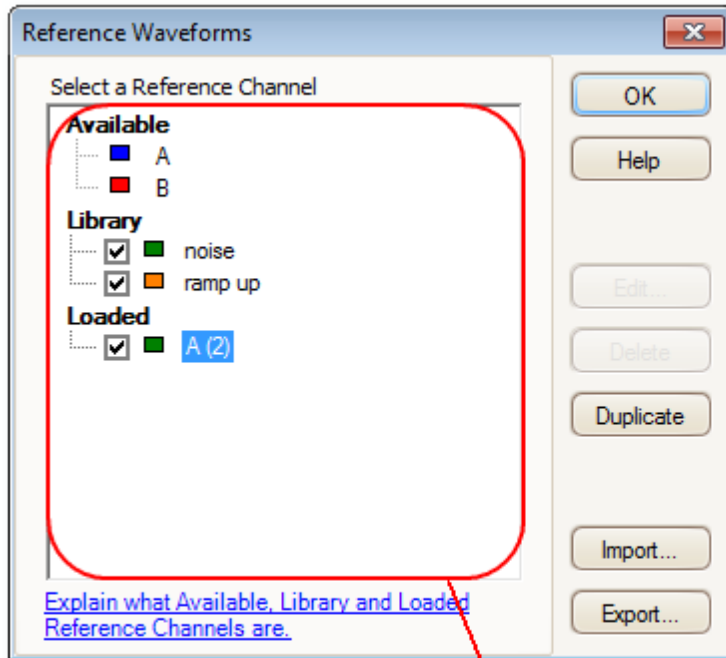 Reference Waveforms
Select a Reference Channel
Available
A
B
Library
noise
ramp up
Loaded
A (2)
Explain what Available, Library and Loaded
Reference Channels are.
OK
Help
Edit...
Delete
Duplicate
Import...
Export...